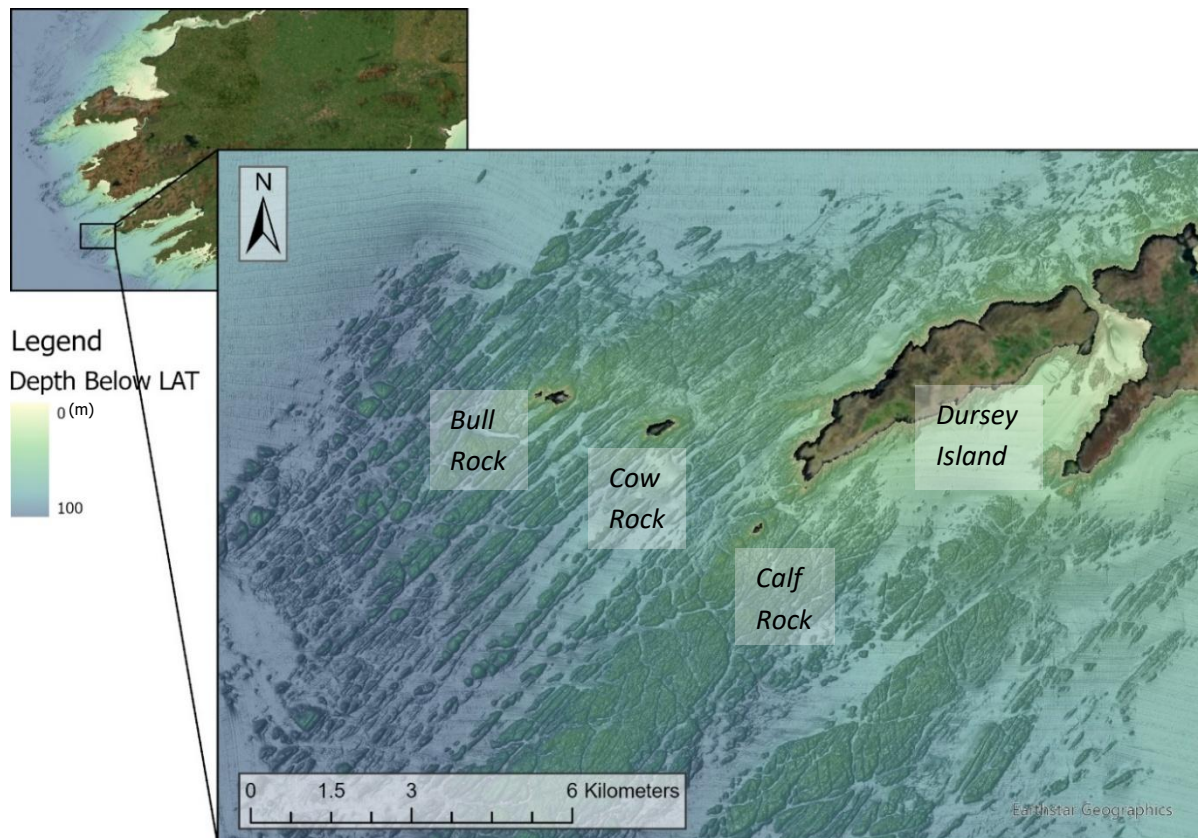 N
Legend
Depth Below LAT
0 (m)
100
Bull
Rock
Cow
Rock
Dursey
Island
Calf
Rock
0 1.5 3 6 Kilometers
Earthstar Geographics